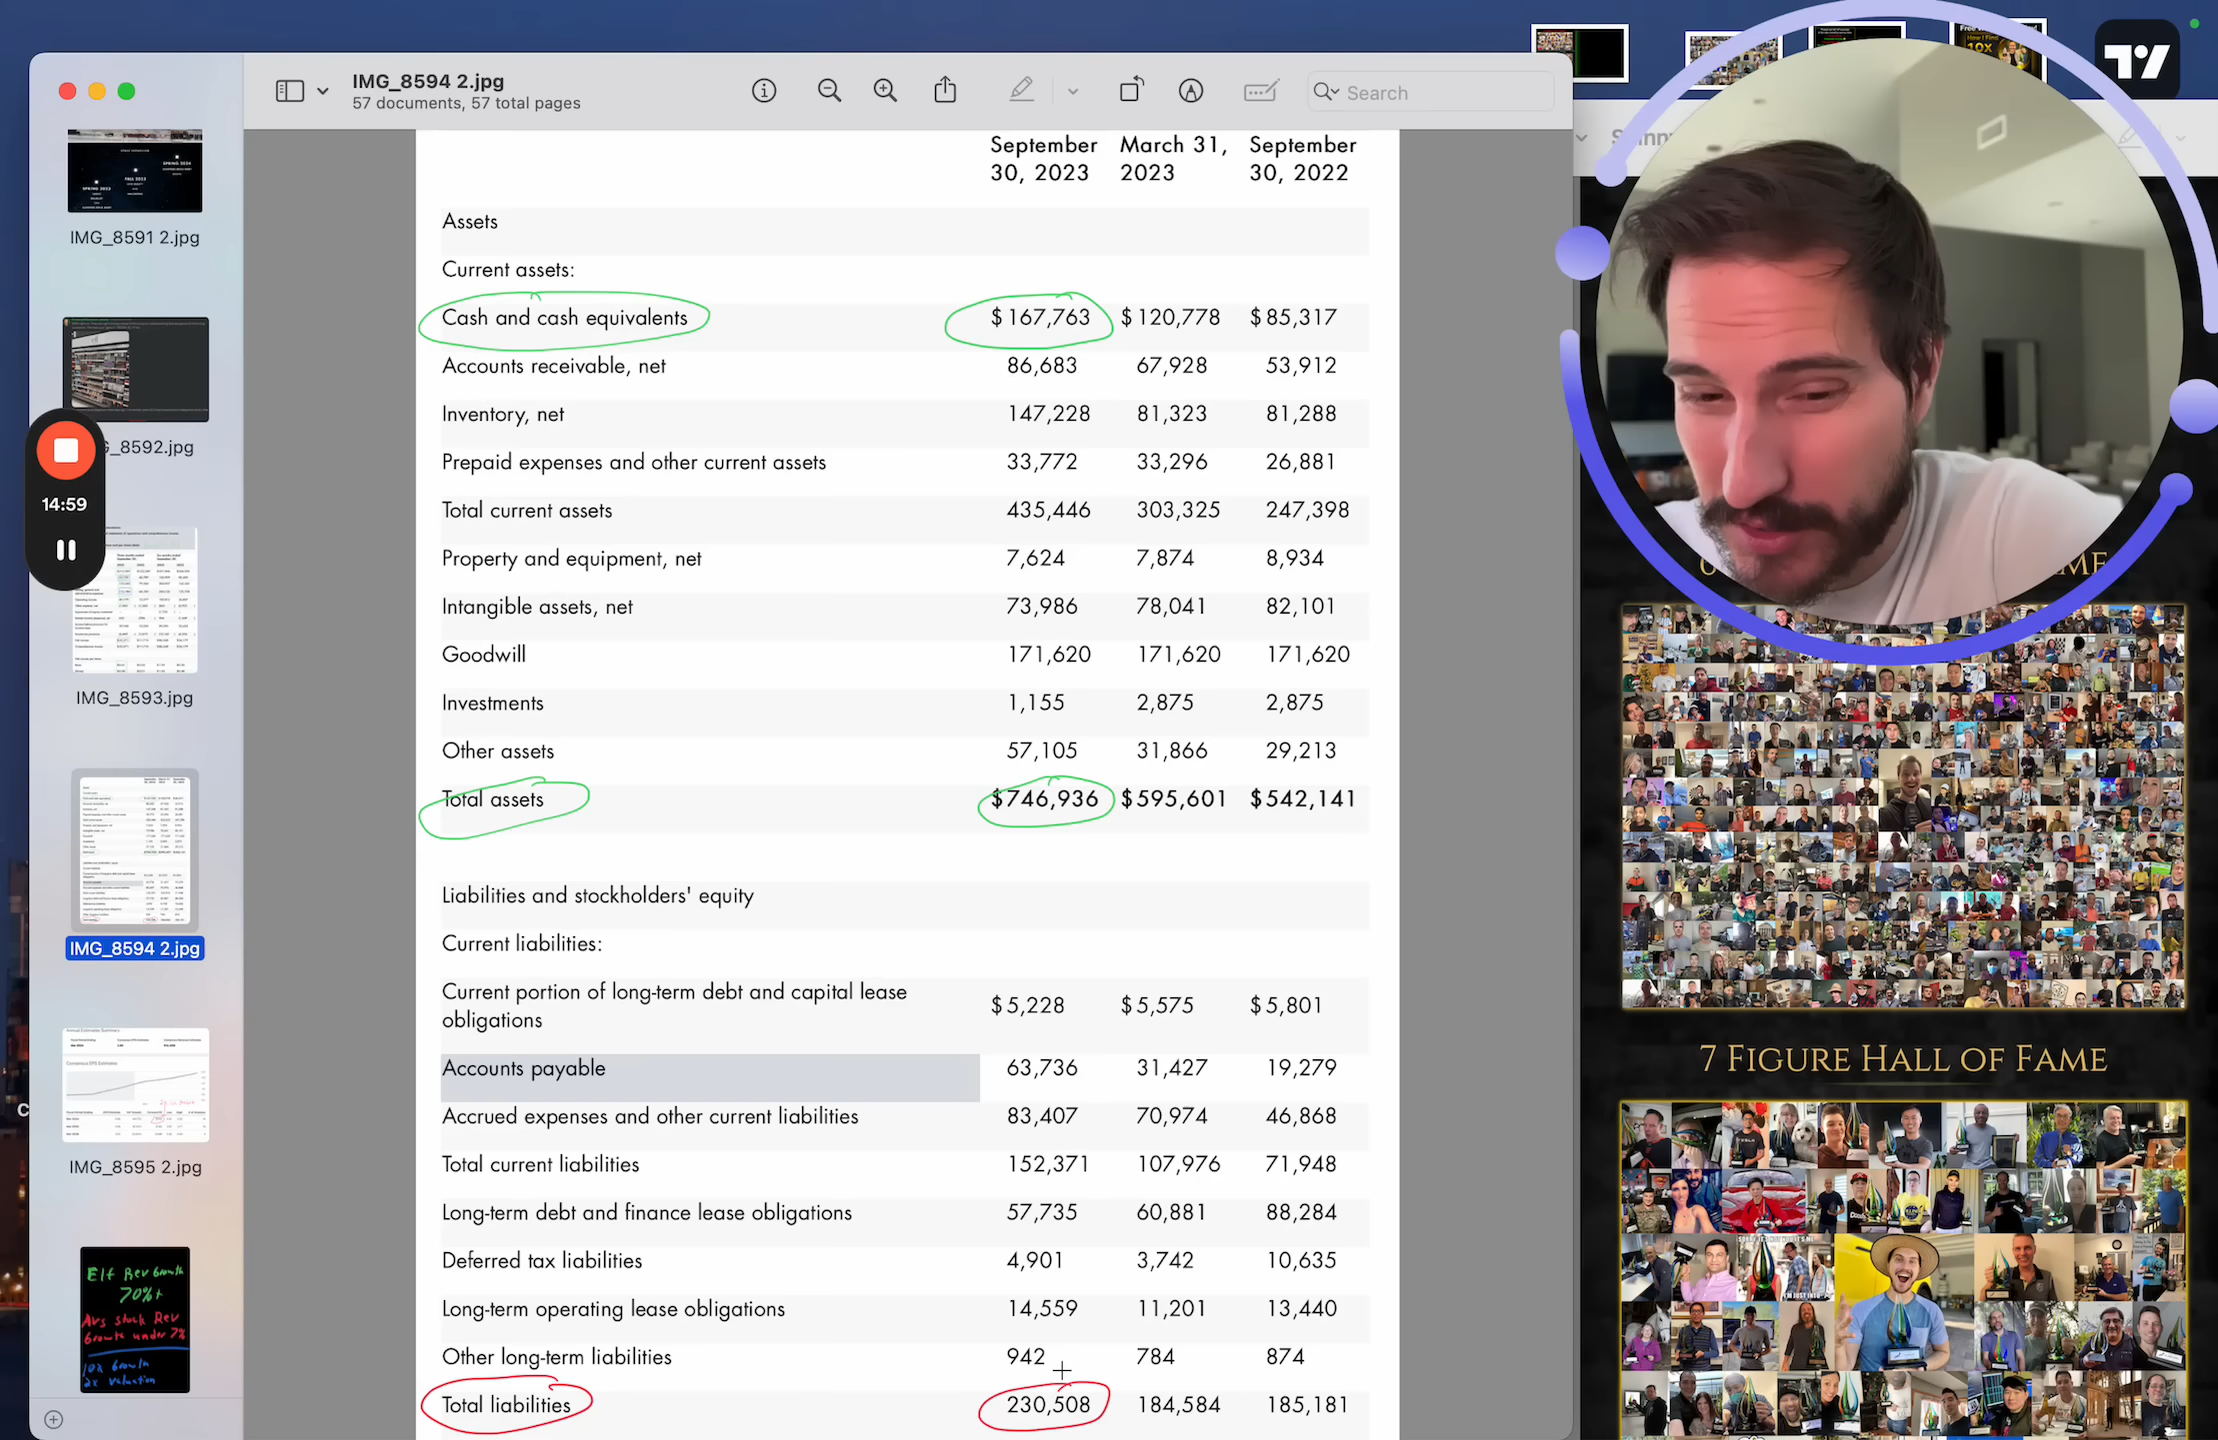 IMG_8594 2.jpg
57 documents, 57 total pages
Search
IMG_8591 2.jpg
_8592.jpg
14:59
IMG_8593.jpg
IMG_8594 2.jpg
IMG_8595 2.jpg
Elf Rev Growth
70%+
Avg stock Rev
Growth under 7%
10x Growth
2x valuation
September 30, 2023 March 31, 2023 September 30, 2022
Assets
Current assets:
Cash and cash equivalents $ 167,763 $ 120,778 $ 85,317
Accounts receivable, net 86,683 67,928 53,912
Inventory, net 147,228 81,323 81,288
Prepaid expenses and other current assets 33,772 33,296 26,881
Total current assets 435,446 303,325 247,398
Property and equipment, net 7,624 7,874 8,934
Intangible assets, net 73,986 78,041 82,101
Goodwill 171,620 171,620 171,620
Investments 1,155 2,875 2,875
Other assets 57,105 31,866 29,213
Total assets $ 746,936 $ 595,601 $ 542,141
Liabilities and stockholders' equity
Current liabilities:
Current portion of long-term debt and capital lease
obligations $ 5,228 $ 5,575 $ 5,801
Accounts payable 63,736 31,427 19,279
Accrued expenses and other current liabilities 83,407 70,974 46,868
Total current liabilities 152,371 107,976 71,948
Long-term debt and finance lease obligations 57,735 60,881 88,284
Deferred tax liabilities 4,901 3,742 10,635
Long-term operating lease obligations 14,559 11,201 13,440
Other long-term liabilities 942 784 874
Total liabilities 230,508 184,584 185,181
7 Figure Hall of Fame